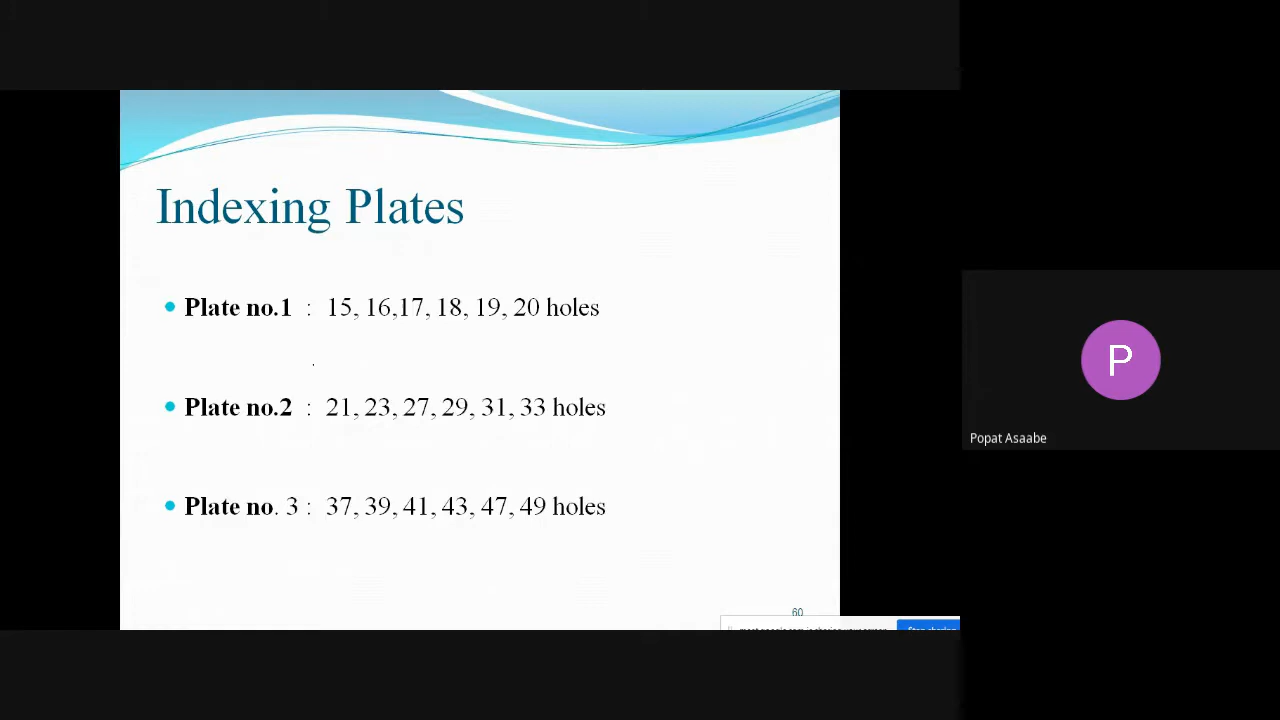 Indexing Plates
Plate no.1 : 15, 16,17, 18, 19, 20 holes
Plate no.2 : 21, 23, 27, 29, 31, 33 holes
Plate no. 3 : 37, 39, 41, 43, 47, 49 holes
60
P
Popat Asaabe